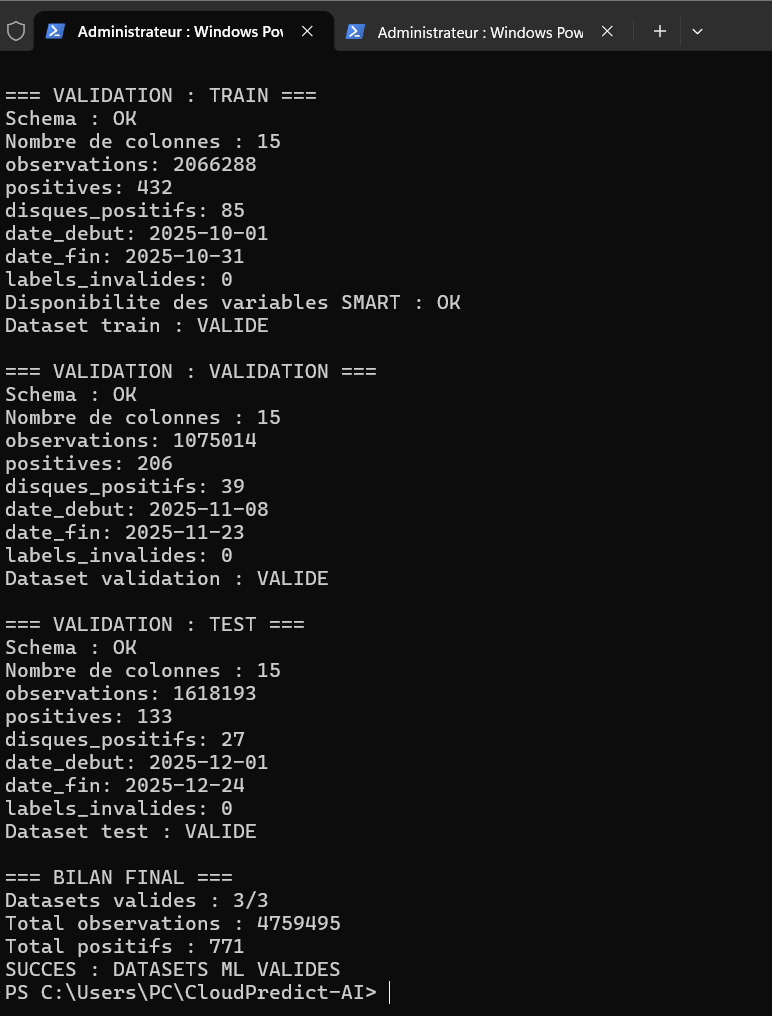 Administrateur : Windows Pow
Administrateur : Windows Pow
=== VALIDATION : TRAIN ===
Schema : OK
Nombre de colonnes : 15
observations: 2066288
positives: 432
disques_positifs: 85
date_debut: 2025-10-01
date_fin: 2025-10-31
labels_invalides: 0
Disponibilite des variables SMART : OK
Dataset train : VALIDE
=== VALIDATION : VALIDATION ===
Schema : OK
Nombre de colonnes : 15
observations: 1075014
positives: 206
disques_positifs: 39
date_debut: 2025-11-08
date_fin: 2025-11-23
labels_invalides: 0
Dataset validation : VALIDE
=== VALIDATION : TEST ===
Schema : OK
Nombre de colonnes : 15
observations: 1618193
positives: 133
disques_positifs: 27
date_debut: 2025-12-01
date_fin: 2025-12-24
labels_invalides: 0
Dataset test : VALIDE
=== BILAN FINAL ===
Datasets valides : 3/3
Total observations : 4759495
Total positifs : 771
SUCCES : DATASETS ML VALIDES
PS C:\Users\PC\CloudPredict-AI>